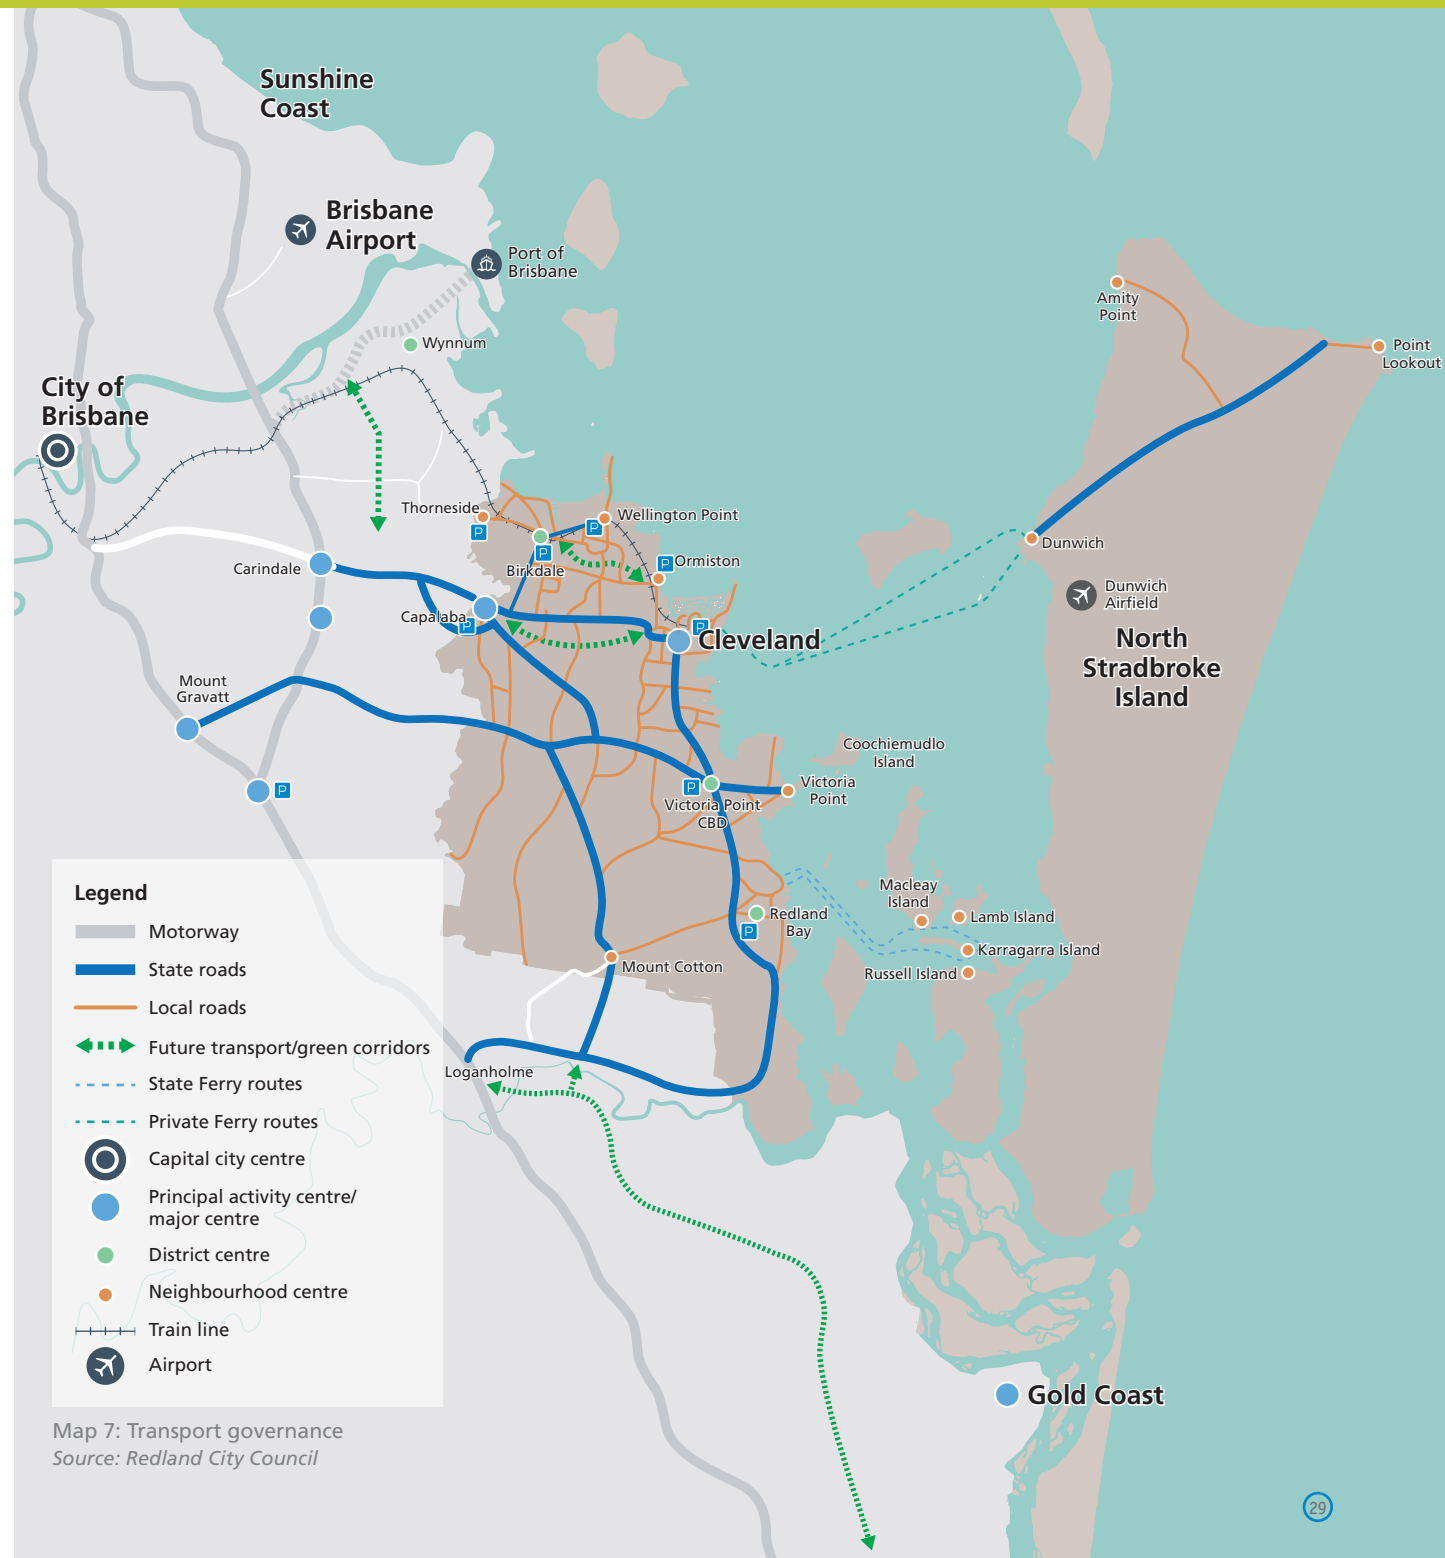 Sunshine
Coast
Brisbane
Airport
Port of
Brisbane
Wynnum
City of
Brisbane
Amity
Point
Point
Lookout
Thorneside
P
P
Wellington Point
P
Birkdale
P
Ormiston
Dunwich
Carindale
Dunwich
Airfield
Capalaba
P
P
Cleveland
North
Stradbroke
Island
Mount
Gravatt
Coochiemudlo
Island
P
P
Victoria
Point
Victoria Point
CBD
Macleay
Island
Lamb Island
Redland
Bay
P
Karragarra Island
Russell Island
Mount Cotton
Loganholme
Legend
Motorway
State roads
Local roads
Future transport/green corridors
State Ferry routes
Private Ferry routes
Capital city centre
Principal activity centre/
major centre
District centre
Neighbourhood centre
Train line
Airport
Gold Coast
Map 7: Transport governance
Source: Redland City Council
29